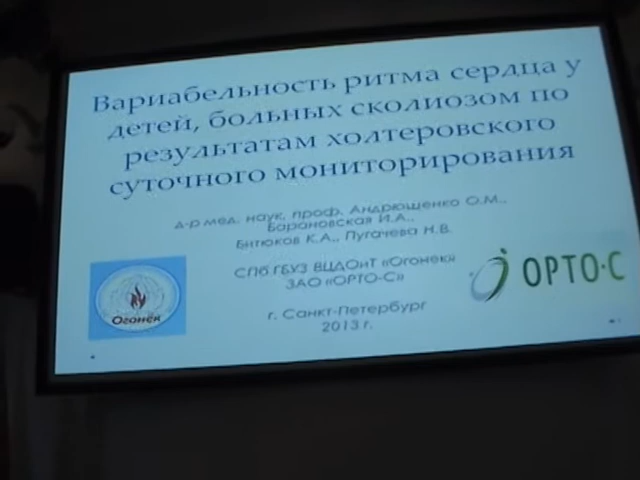 Вариабельность ритма сердца у
детей, больных сколиозом по
результатам холтеровского
суточного мониторирования
д-р мед. наук, проф. Андрющенко О.М.,
Барановская И.А.,
Битюков К.А., Пугачева Н.В.
СПб ГБУЗ ВЦДОиТ «Огонек»
ЗАО «ОРТО-С»
Огонёк
ОРТО·С
г. Санкт-Петербург
2013 г.